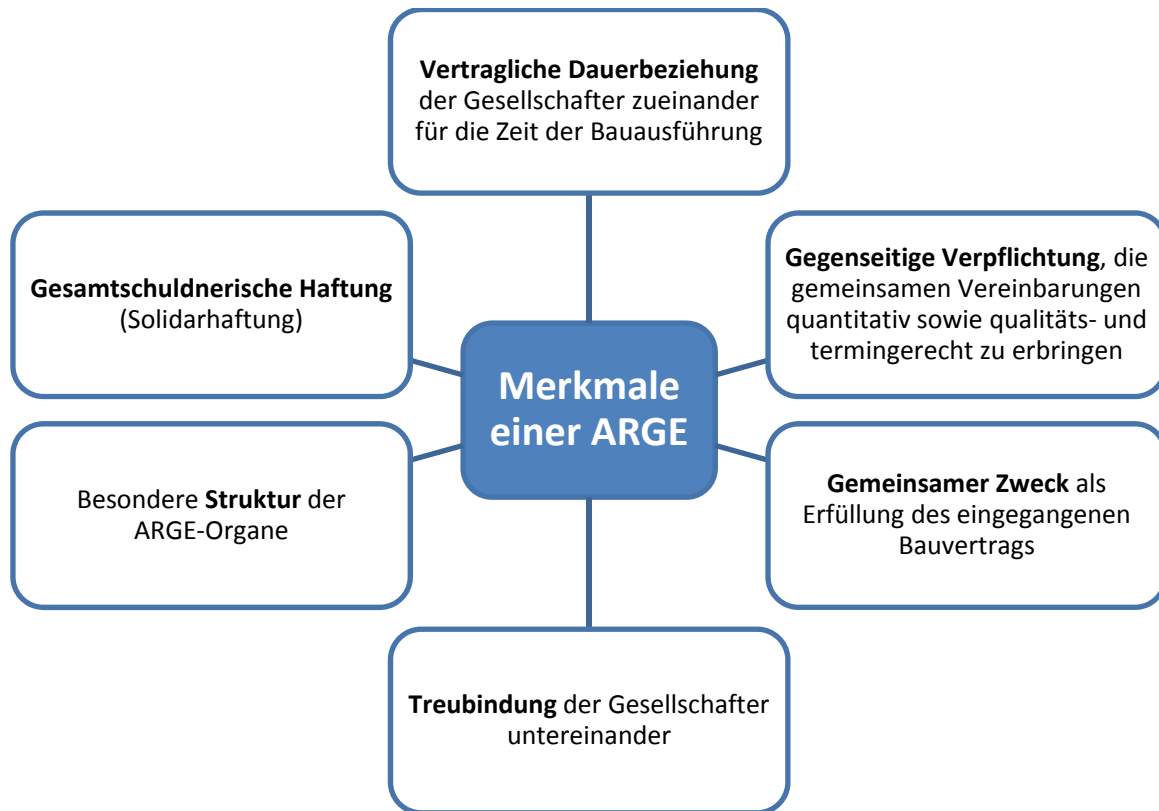 Vertragliche Dauerbeziehung
der Gesellschafter zueinander
für die Zeit der Bauausführung
Gesamtschuldnerische Haftung
(Solidarhaftung)
Gegenseitige Verpflichtung, die
gemeinsamen Vereinbarungen
quantitativ sowie qualitäts- und
termingerecht zu erbringen
Merkmale
einer ARGE
Besondere Struktur der
ARGE-Organe
Gemeinsamer Zweck als
Erfüllung des eingegangenen
Bauvertrags
Treubindung der Gesellschafter
untereinander